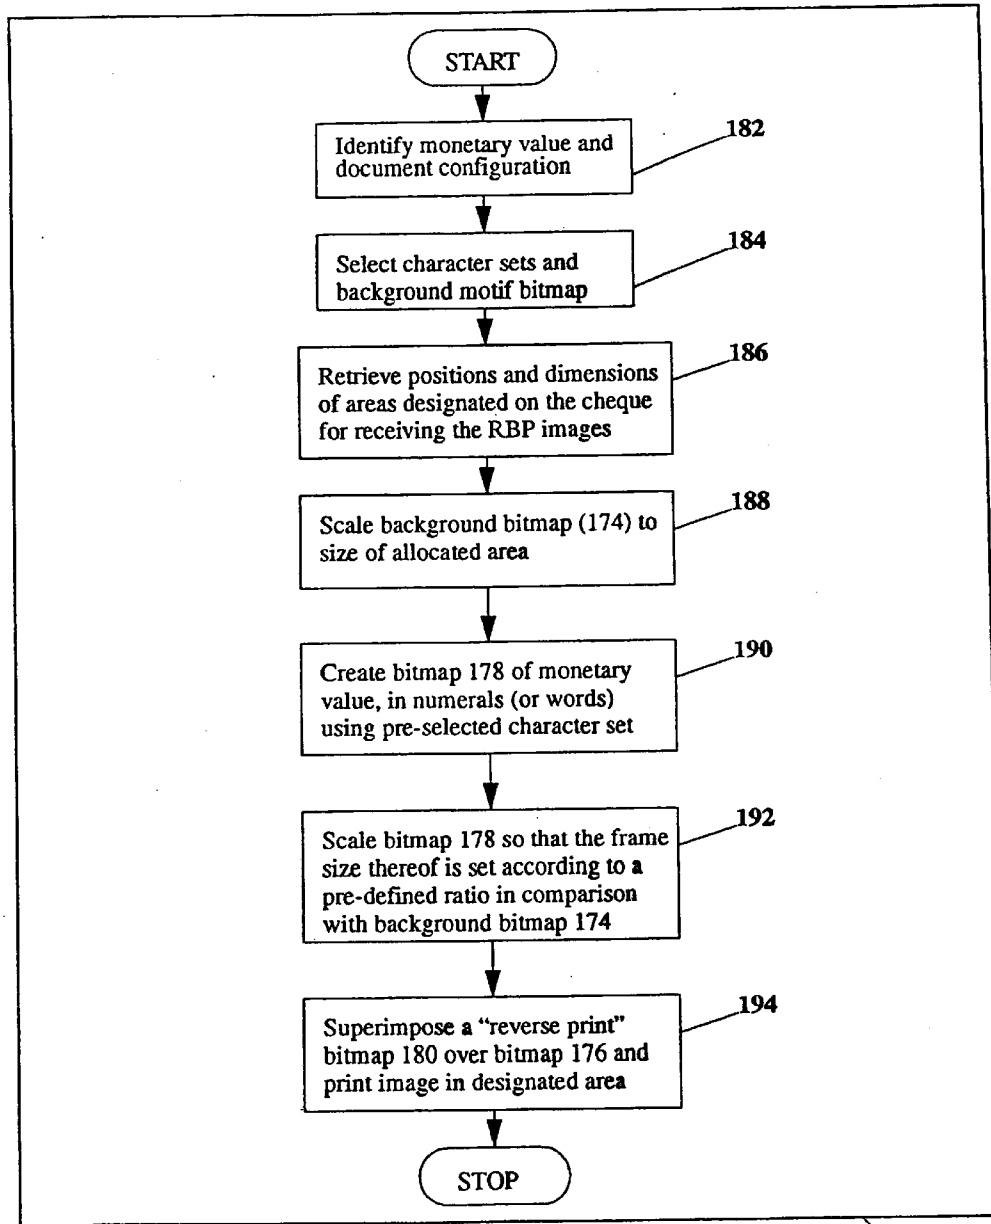 START
Identify monetary value and
document configuration
182
Select character sets and
background motif bitmap
184
Retrieve positions and dimensions
of areas designated on the cheque
for receiving the RBP images
186
Scale background bitmap (174) to
size of allocated area
188
Create bitmap 178 of monetary
value, in numerals (or words)
using pre-selected character set
190
Scale bitmap 178 so that the frame
size thereof is set according to a
pre-defined ratio in comparison
with background bitmap 174
192
Superimpose a “reverse print”
bitmap 180 over bitmap 176 and
print image in designated area
194
STOP